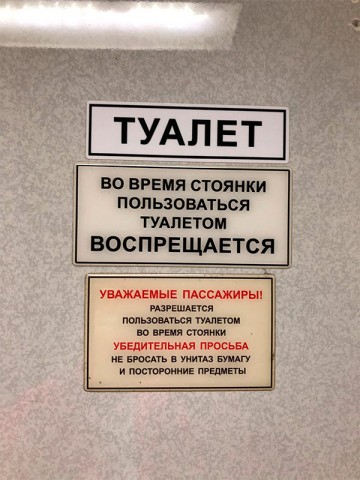 ТУАЛЕТ
ВО ВРЕМЯ СТОЯНКИ
ПОЛЬЗОВАТЬСЯ
ТУАЛЕТОМ
ВОСПРЕЩАЕТСЯ
УВАЖАЕМЫЕ ПАССАЖИРЫ!
РАЗРЕШАЕТСЯ
ПОЛЬЗОВАТЬСЯ ТУАЛЕТОМ
ВО ВРЕМЯ СТОЯНКИ
УБЕДИТЕЛЬНАЯ ПРОСЬБА
НЕ БРОСАТЬ В УНИТАЗ БУМАГУ
И ПОСТОРОННИЕ ПРЕДМЕТЫ